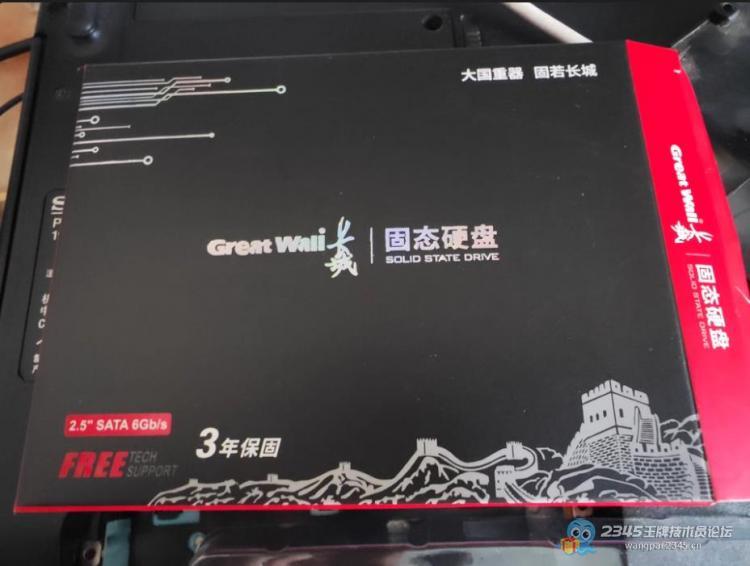 大国重器 固若长城
Great Wall 长城 固态硬盘
SOLID STATE DRIVE
2.5" SATA 6Gb/s
FREE TECH SUPPORT
3年保固
Great Wall 长城 固态硬盘
SOLID STATE DRIVE
2345王牌技术员论坛
wangpai2345.cn